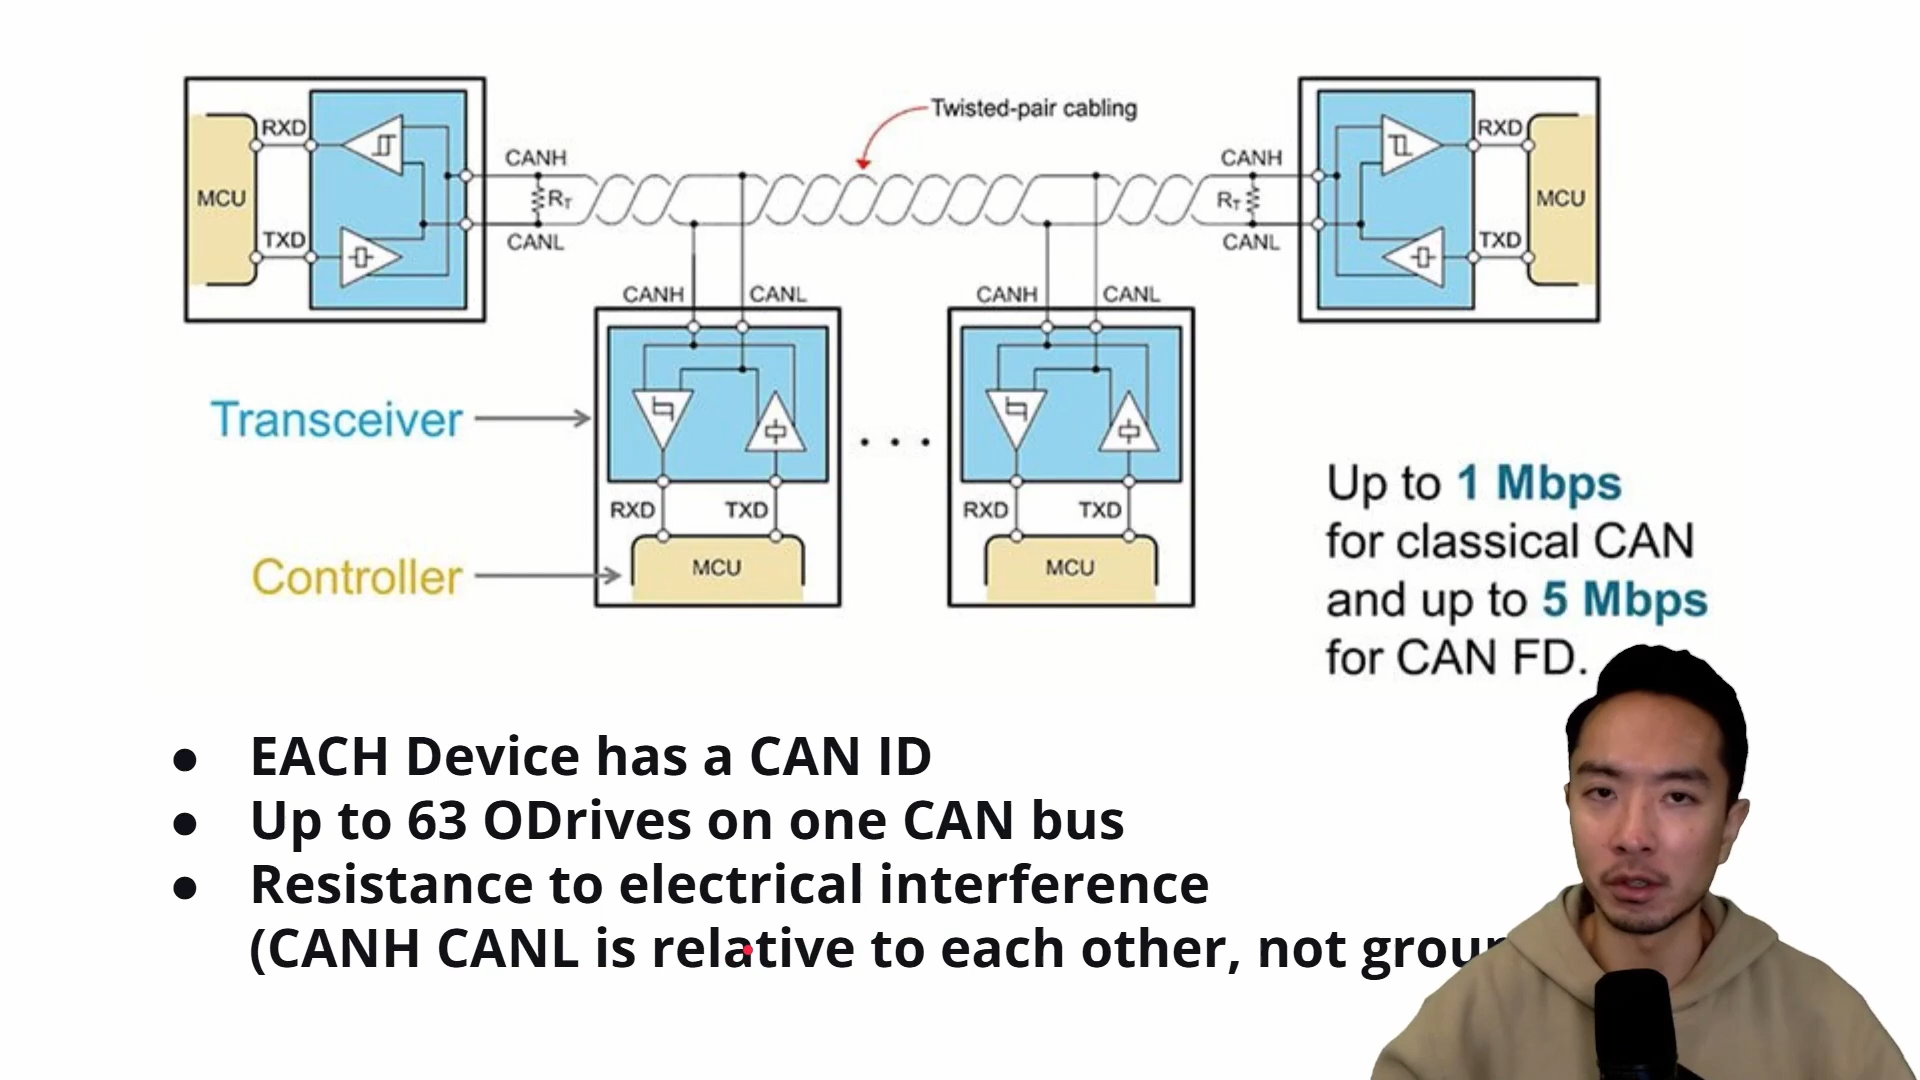 Twisted-pair cabling
RXD
CANH
CANH
RXD
MCU
RT
RT
MCU
TXD
CANL
CANL
TXD
CANH
CANL
CANH
CANL
Transceiver
RXD
TXD
RXD
TXD
Controller
MCU
MCU
Up to 1 Mbps
for classical CAN
and up to 5 Mbps
for CAN FD.
● EACH Device has a CAN ID
● Up to 63 ODrives on one CAN bus
● Resistance to electrical interference
(CANH CANL is relative to each other, not